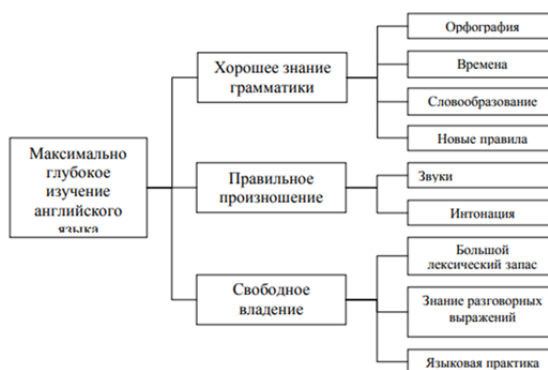 Максимально
глубокое
изучение
английского
языка
Хорошее знание
грамматики
Орфография
Времена
Словообразование
Новые правила
Правильное
произношение
Звуки
Интонация
Свободное
владение
Большой
лексический запас
Знание разговорных
выражений
Языковая практика